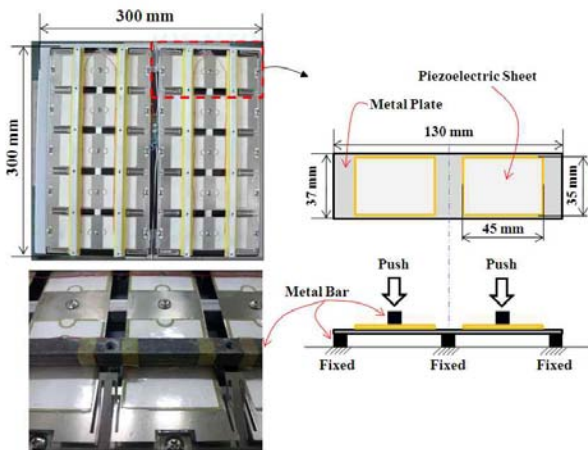 300 mm
300 mm
Piezoelectric Sheet
Metal Plate
130 mm
37 mm
35 mm
45 mm
Push
Push
Metal Bar
Fixed
Fixed
Fixed